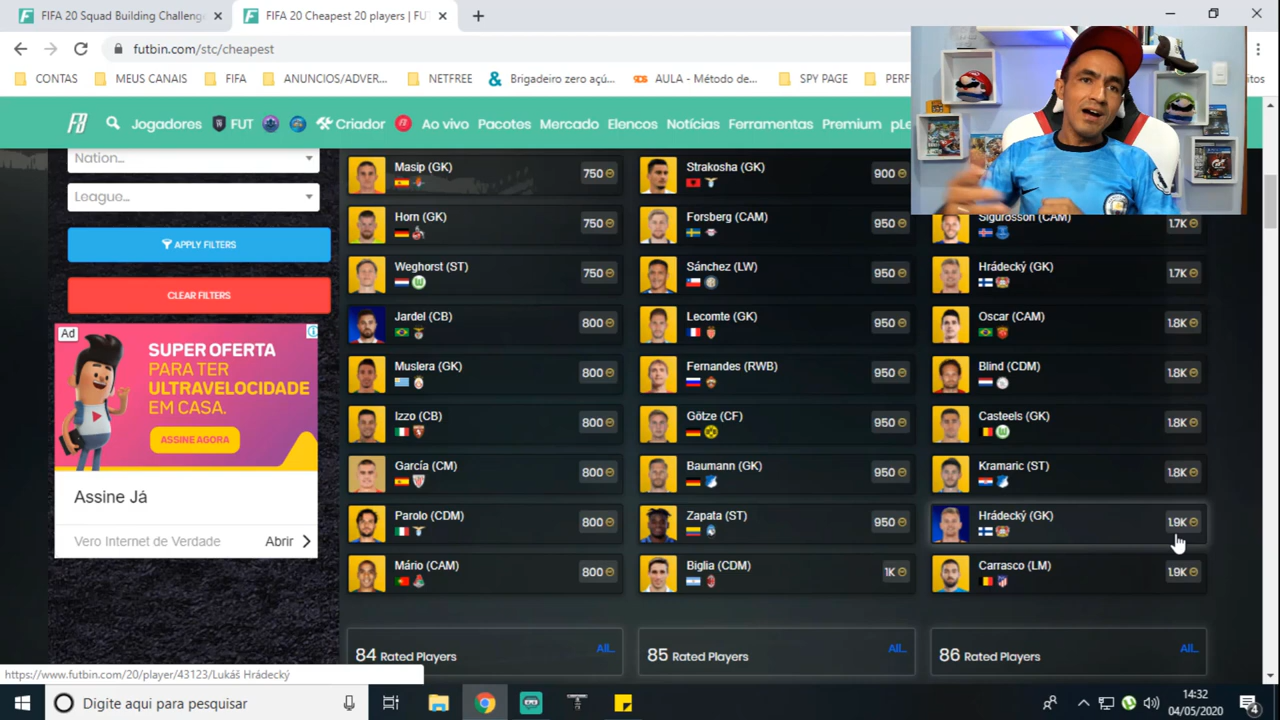 FIFA 20 Squad Building Challeng
FIFA 20 Cheapest 20 players | FUT
futbin.com/stc/cheapest
CONTAS
MEUS CANAIS
FIFA
ANUNCIOS/ADVER...
NETFREE
Brigadeiro zero açú...
AULA - Método de...
SPY PAGE
Jogadores
FUT
Criador
Ao vivo
Pacotes
Mercado
Elencos
Notícias
Ferramentas
Premium
Nation...
League...
APPLY FILTERS
CLEAR FILTERS
Ad
SUPER OFERTA
PARA TER
ULTRAVELOCIDADE
EM CASA.
ASSINE AGORA
Assine Já
Vero Internet de Verdade
Abrir
Masip (GK) 750
Horn (GK) 750
Weghorst (ST) 750
Jardel (CB) 800
Muslera (GK) 800
Izzo (CB) 800
García (CM) 800
Parolo (CDM) 800
Mário (CAM) 800
Strakosha (GK) 900
Forsberg (CAM) 950
Sánchez (LW) 950
Lecomte (GK) 950
Fernandes (RWB) 950
Götze (CF) 950
Baumann (GK) 950
Zapata (ST) 950
Biglia (CDM) 1K
Sigurðsson (CAM) 1.7K
Hrádecký (GK) 1.7K
Oscar (CAM) 1.8K
Blind (CDM) 1.8K
Casteels (GK) 1.8K
Kramaric (ST) 1.8K
Hrádecký (GK) 1.9K
Carrasco (LM) 1.9K
84 Rated Players All..
85 Rated Players All..
86 Rated Players All..
https://www.futbin.com/20/player/43123/Lukáš Hrádecký
Digite aqui para pesquisar
14:32
04/05/2020
4